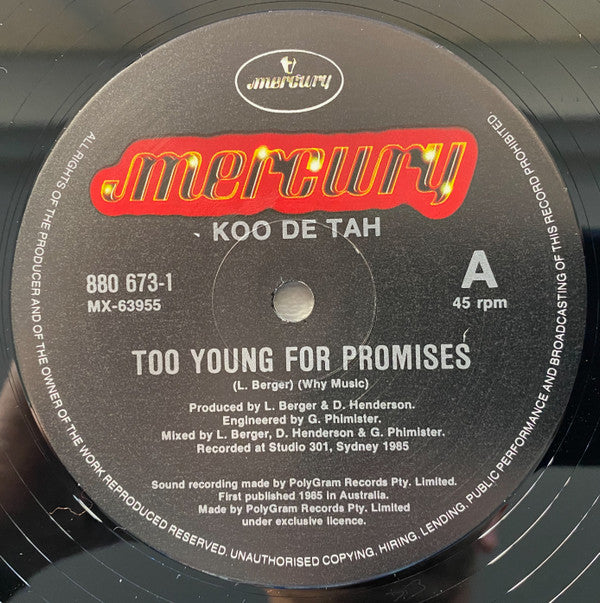 mercury
mercury
KOO DE TAH
880 673-1
MX-63955
A
45 rpm
TOO YOUNG FOR PROMISES
(L. Berger) (Why Music)
Produced by L. Berger & D. Henderson.
Engineered by G. Phimister.
Mixed by L. Berger, D. Henderson & G. Phimister.
Recorded at Studio 301, Sydney 1985
Sound recording made by PolyGram Records Pty. Limited.
First published 1985 in Australia.
Made by PolyGram Records Pty. Limited
under exclusive licence.
ALL RIGHTS OF THE PRODUCER AND OF THE OWNER OF THE WORK REPRODUCED RESERVED. UNAUTHORISED COPYING, HIRING, LENDING, PUBLIC PERFORMANCE AND BROADCASTING OF THIS RECORD PROHIBITED.